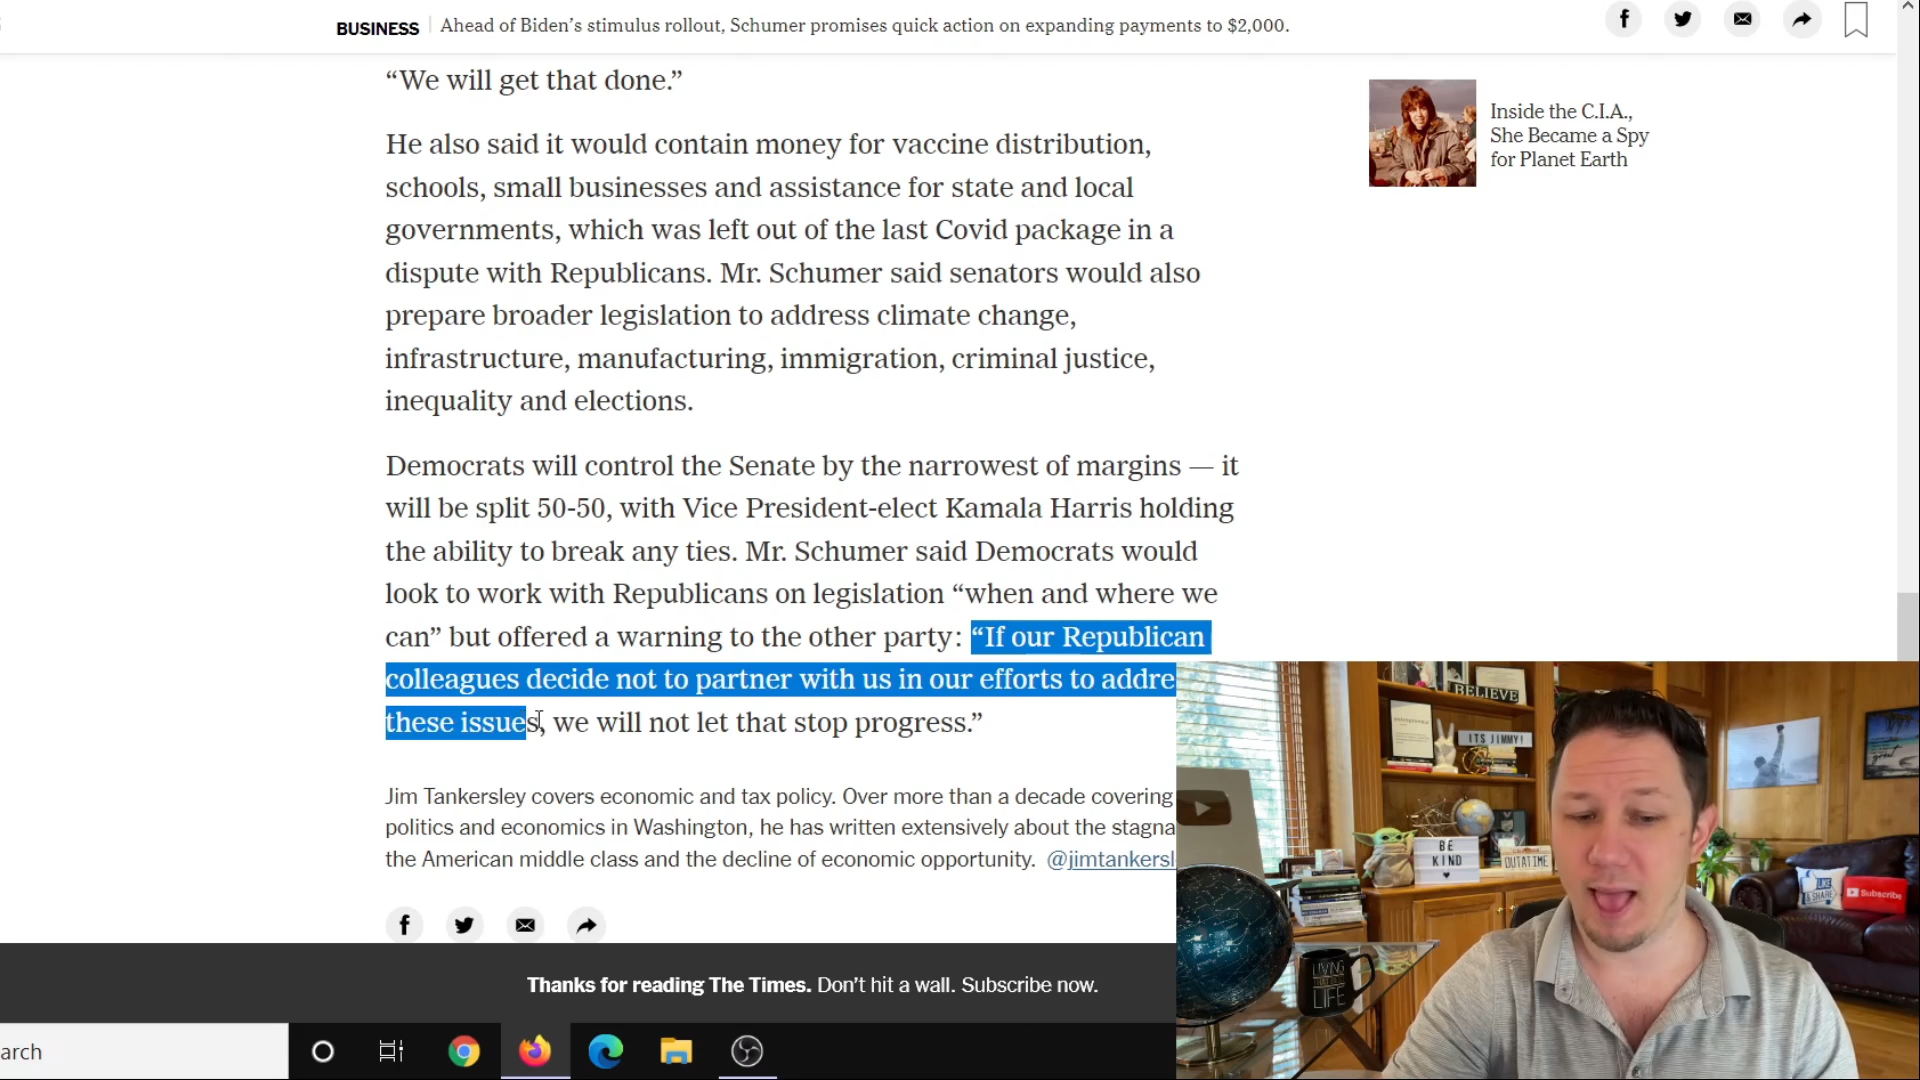 BUSINESS
Ahead of Biden’s stimulus rollout, Schumer promises quick action on expanding payments to $2,000.
“We will get that done.”
He also said it would contain money for vaccine distribution,
schools, small businesses and assistance for state and local
governments, which was left out of the last Covid package in a
dispute with Republicans. Mr. Schumer said senators would also
prepare broader legislation to address climate change,
infrastructure, manufacturing, immigration, criminal justice,
inequality and elections.
Democrats will control the Senate by the narrowest of margins — it
will be split 50-50, with Vice President-elect Kamala Harris holding
the ability to break any ties. Mr. Schumer said Democrats would
look to work with Republicans on legislation “when and where we
can” but offered a warning to the other party: “If our Republican
colleagues decide not to partner with us in our efforts to addre
these issues, we will not let that stop progress.”
Jim Tankersley covers economic and tax policy. Over more than a decade covering
politics and economics in Washington, he has written extensively about the stagna
the American middle class and the decline of economic opportunity. @jimtankersl
Inside the C.I.A.,
She Became a Spy
for Planet Earth
Thanks for reading The Times. Don’t hit a wall. Subscribe now.
arch
BELIEVE
ITS JIMMY!
BE
KIND
OUTATIME
LIKE
& SHARE
Subscribe
LIVING
LIFE